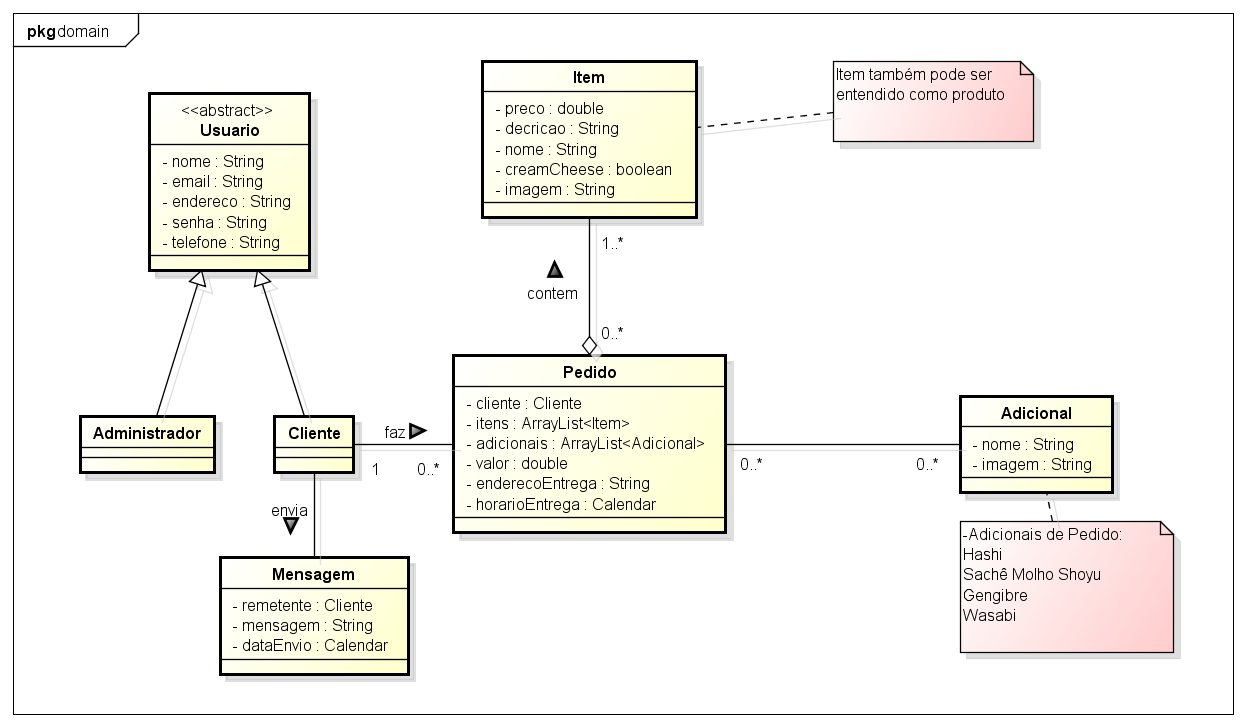 pkg domain
<<abstract>>
Usuario
- nome : String
- email : String
- endereco : String
- senha : String
- telefone : String
Item
- preco : double
- decricao : String
- nome : String
- creamCheese : boolean
- imagem : String
Item também pode ser
entendido como produto
1..*
contem
0..*
Administrador
Cliente
faz
1
0..*
Pedido
- cliente : Cliente
- itens : ArrayList<Item>
- adicionais : ArrayList<Adicional>
- valor : double
- enderecoEntrega : String
- horarioEntrega : Calendar
0..*
0..*
Adicional
- nome : String
- imagem : String
envia
Mensagem
- remetente : Cliente
- mensagem : String
- dataEnvio : Calendar
-Adicionais de Pedido:
Hashi
Sachê Molho Shoyu
Gengibre
Wasabi